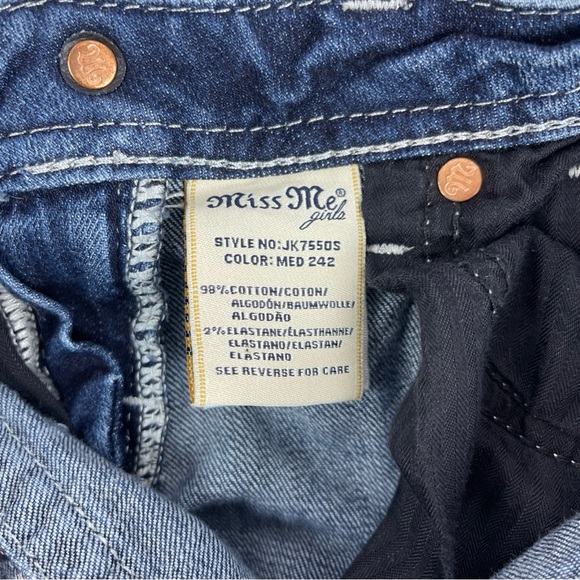 Miss Me®
girls
STYLE NO:JK7550S
COLOR: MED 242
98%COTTON/COTON/
ALGODÓN/BAUMWOLLE/
ALGODÃO
2%ELASTANE/ÉLASTHANNE/
ELASTANO/ELASTAN/
ELASTANO
SEE REVERSE FOR CARE